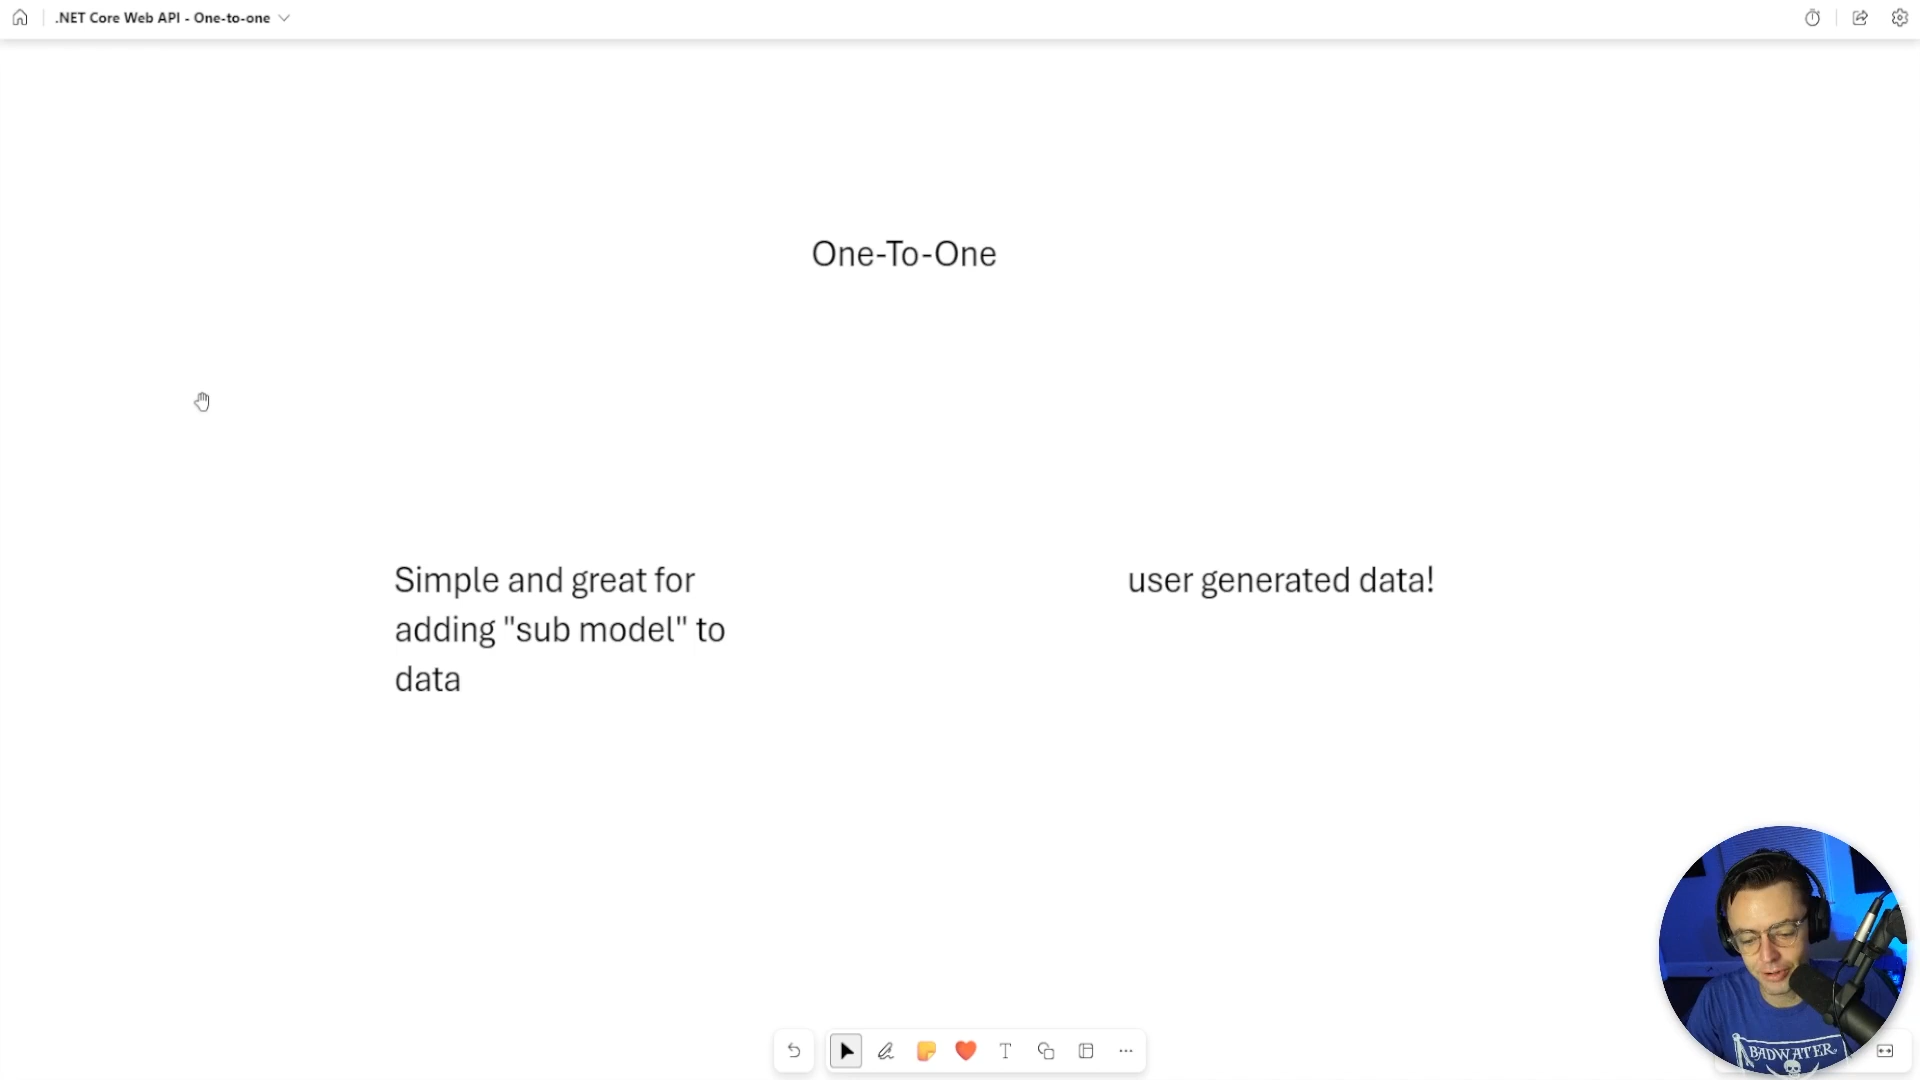 .NET Core Web API - One-to-one
One-To-One
Simple and great for
adding "sub model" to
data
user generated data!
BADWATER